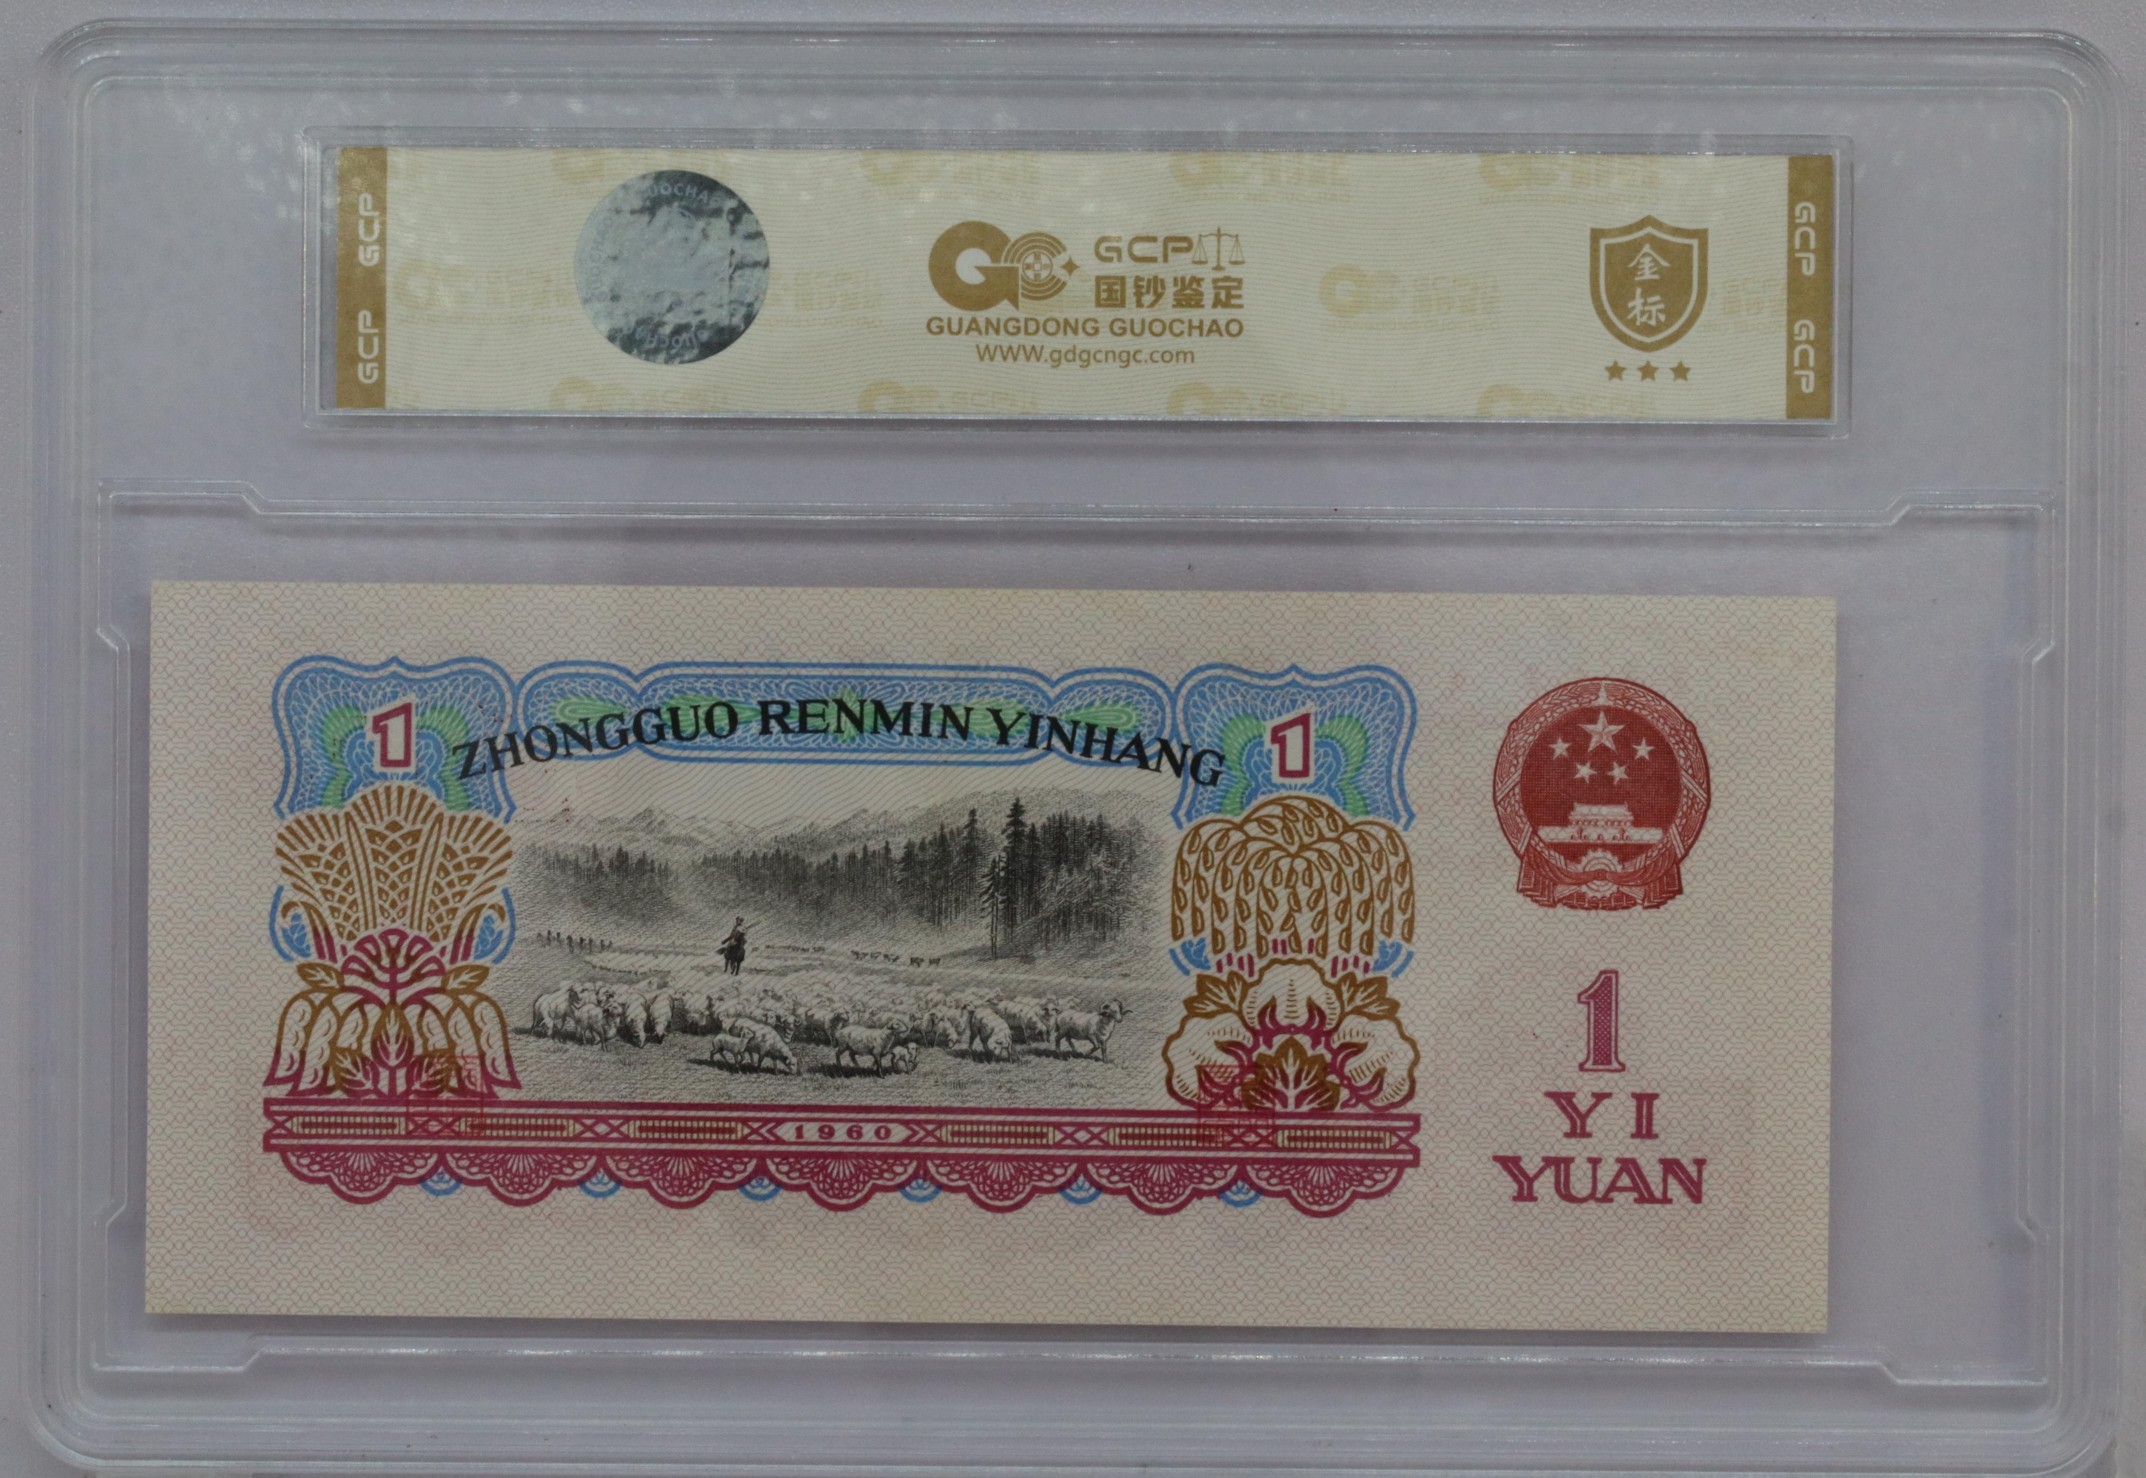 GCP GCP
GUOCHAO
GCP
国钞鉴定
GUANGDONG GUOCHAO
WWW.gdgcngc.com
金
标
GCP GCP
1
ZHONGGUO RENMIN YINHANG
1
1960
1
YI
YUAN